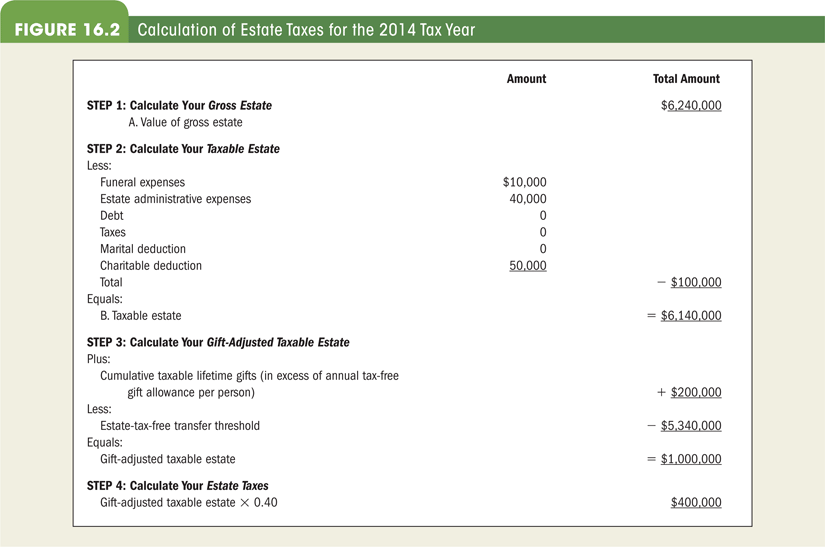 FIGURE 16.2 Calculation of Estate Taxes for the 2014 Tax Year
Amount Total Amount
STEP 1: Calculate Your Gross Estate $6,240,000
A. Value of gross estate
STEP 2: Calculate Your Taxable Estate
Less:
Funeral expenses $10,000
Estate administrative expenses 40,000
Debt 0
Taxes 0
Marital deduction 0
Charitable deduction 50,000
Total − $100,000
Equals:
B. Taxable estate = $6,140,000
STEP 3: Calculate Your Gift-Adjusted Taxable Estate
Plus:
Cumulative taxable lifetime gifts (in excess of annual tax-free
gift allowance per person) + $200,000
Less:
Estate-tax-free transfer threshold − $5,340,000
Equals:
Gift-adjusted taxable estate = $1,000,000
STEP 4: Calculate Your Estate Taxes
Gift-adjusted taxable estate × 0.40 $400,000